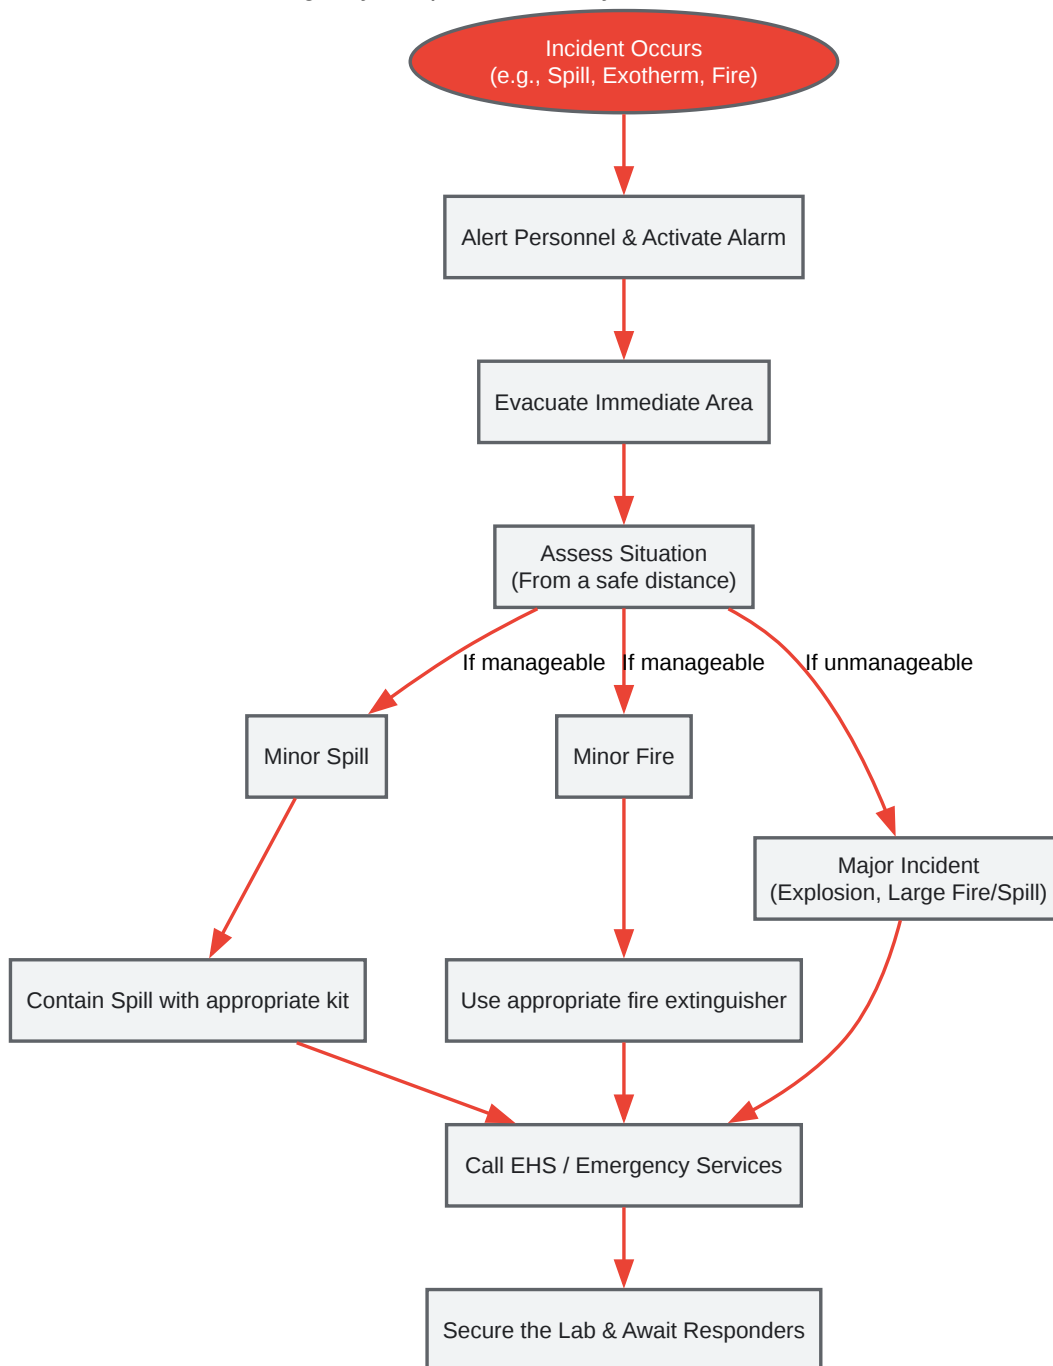 Incident Occurs
(e.g., Spill, Exotherm, Fire)
Alert Personnel & Activate Alarm
Evacuate Immediate Area
Assess Situation
(From a safe distance)
If manageable
If manageable
If unmanageable
Minor Spill
Minor Fire
Major Incident
(Explosion, Large Fire/Spill)
Contain Spill with appropriate kit
Use appropriate fire extinguisher
Call EHS / Emergency Services
Secure the Lab & Await Responders